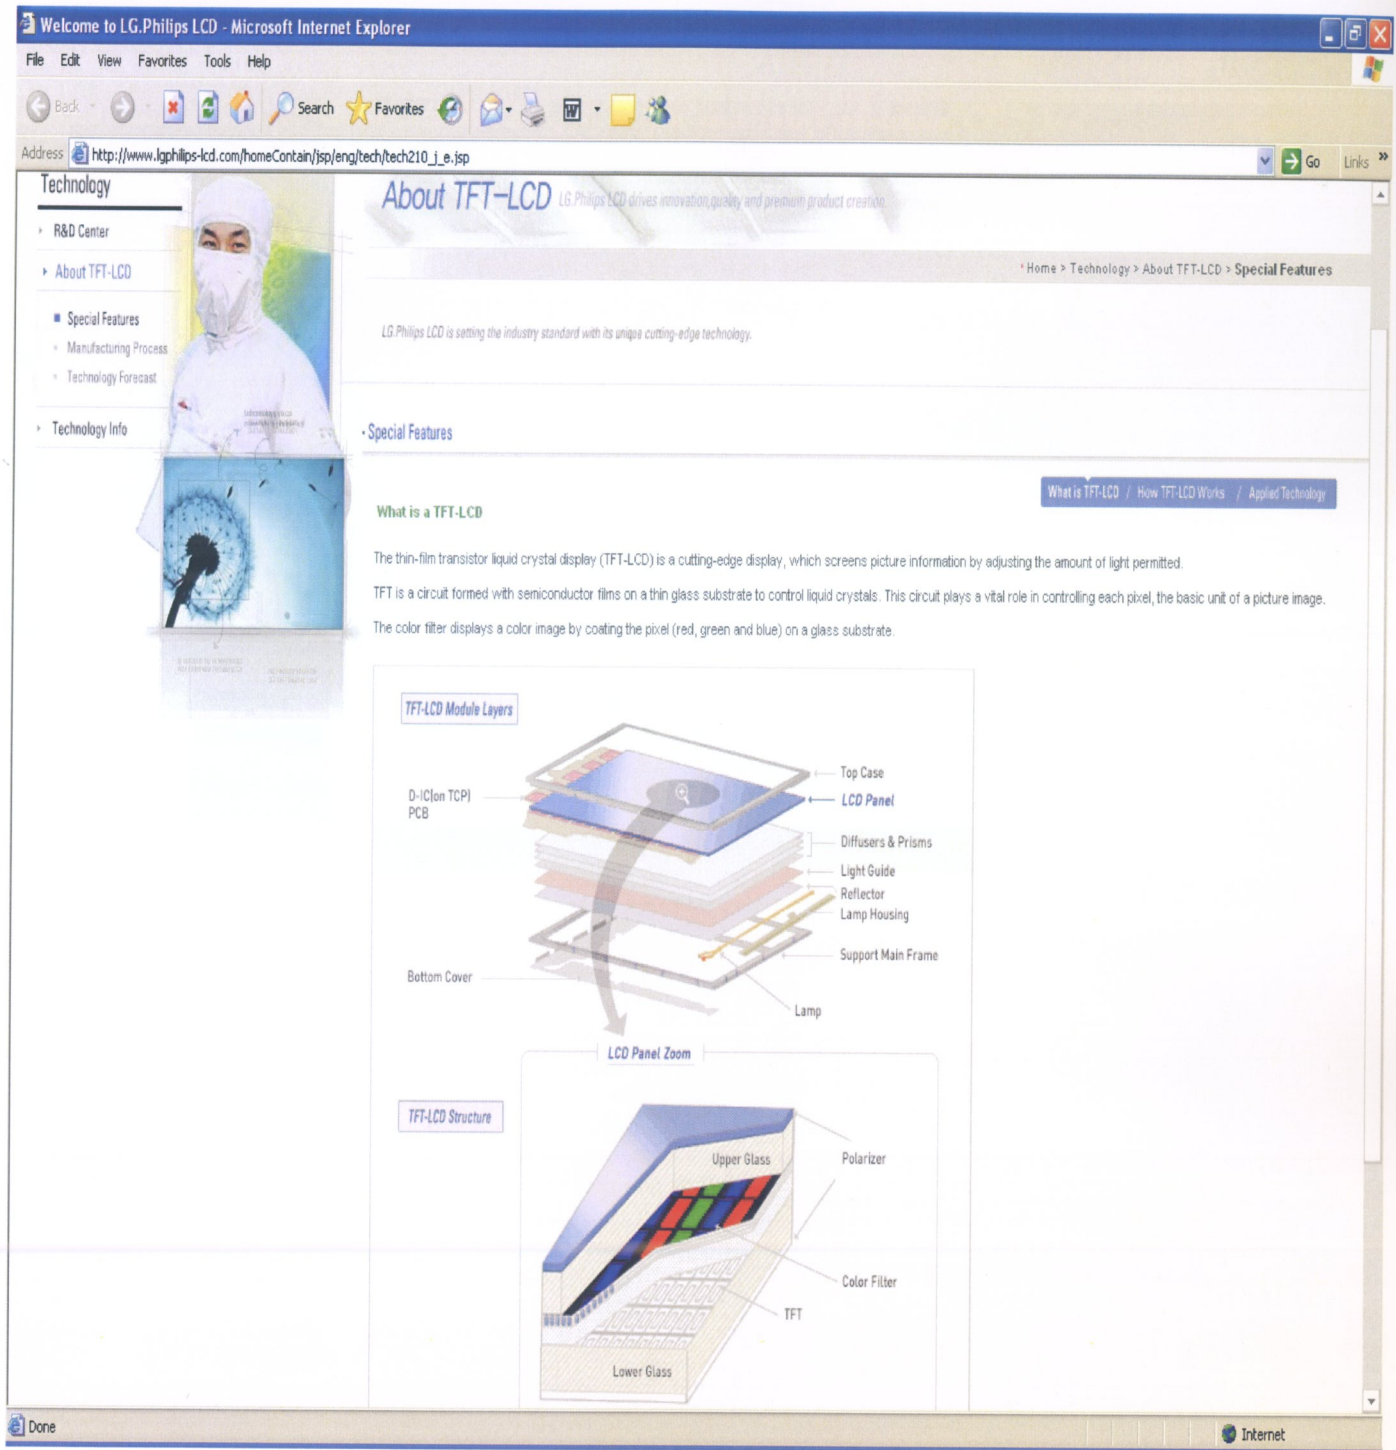 Welcome to LG.Philips LCD - Microsoft Internet Explorer
File Edit View Favorites Tools Help
Back Search Favorites
Address http://www.lgphilips-lcd.com/homeContain/jsp/eng/tech/tech210_j_e.jsp Go Links »
Technology
R&D Center
About TFT-LCD
Special Features
Manufacturing Process
Technology Forecast
Technology Info
About TFT-LCD LG.Philips LCD drives innovation,quality and premium product creation.
Home > Technology > About TFT-LCD > Special Features
LG.Philips LCD is setting the industry standard with its unique cutting-edge technology.
Special Features
What is TFT-LCD / How TFT-LCD Works / Applied Technology
What is a TFT-LCD
The thin-film transistor liquid crystal display (TFT-LCD) is a cutting-edge display, which screens picture information by adjusting the amount of light permitted.
TFT is a circuit formed with semiconductor films on a thin glass substrate to control liquid crystals. This circuit plays a vital role in controlling each pixel, the basic unit of a picture image.
The color filter displays a color image by coating the pixel (red, green and blue) on a glass substrate.
TFT-LCD Module Layers
D-IC(on TCP)
PCB
Top Case
LCD Panel
Diffusers & Prisms
Light Guide
Reflector
Lamp Housing
Support Main Frame
Bottom Cover
Lamp
LCD Panel Zoom
TFT-LCD Structure
Upper Glass
Polarizer
Color Filter
TFT
Lower Glass
Done Internet